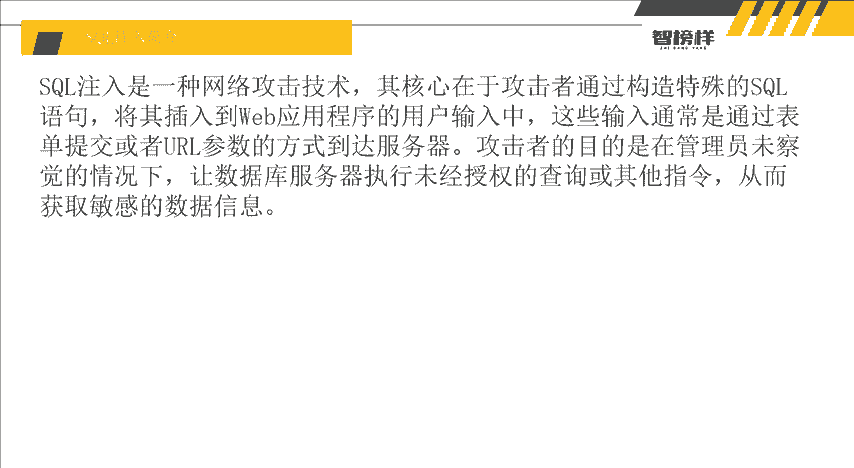 智榜样
ZHI BANG YANG
SQL注入是一种网络攻击技术，其核心在于攻击者通过构造特殊的SQL
语句，将其插入到Web应用程序的用户输入中，这些输入通常是通过表
单提交或者URL参数的方式到达服务器。攻击者的目的是在管理员未察
觉的情况下，让数据库服务器执行未经授权的查询或其他指令，从而
获取敏感的数据信息。